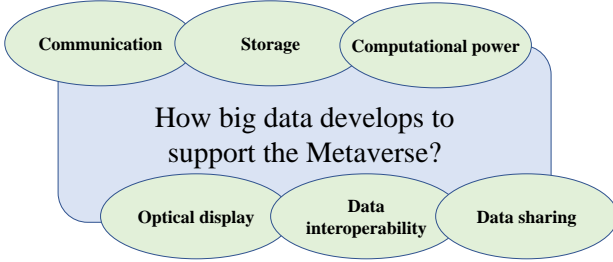 Communication
Storage
Computational power
How big data develops to
support the Metaverse?
Optical display
Data
interoperability
Data sharing